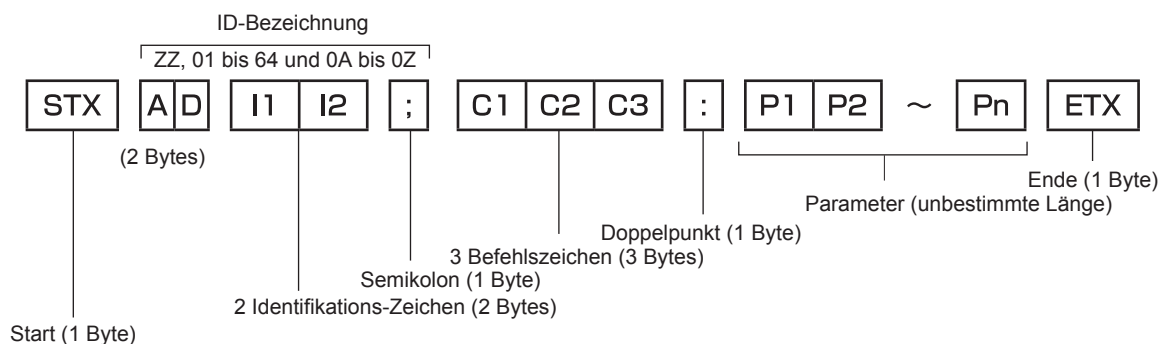 ID-Bezeichnung
ZZ, 01 bis 64 und 0A bis 0Z
STX A D I1 I2 ; C1 C2 C3 : P1 P2 ~ Pn ETX
(2 Bytes)
Ende (1 Byte)
Parameter (unbestimmte Länge)
Doppelpunkt (1 Byte)
3 Befehlszeichen (3 Bytes)
Semikolon (1 Byte)
2 Identifikations-Zeichen (2 Bytes)
Start (1 Byte)